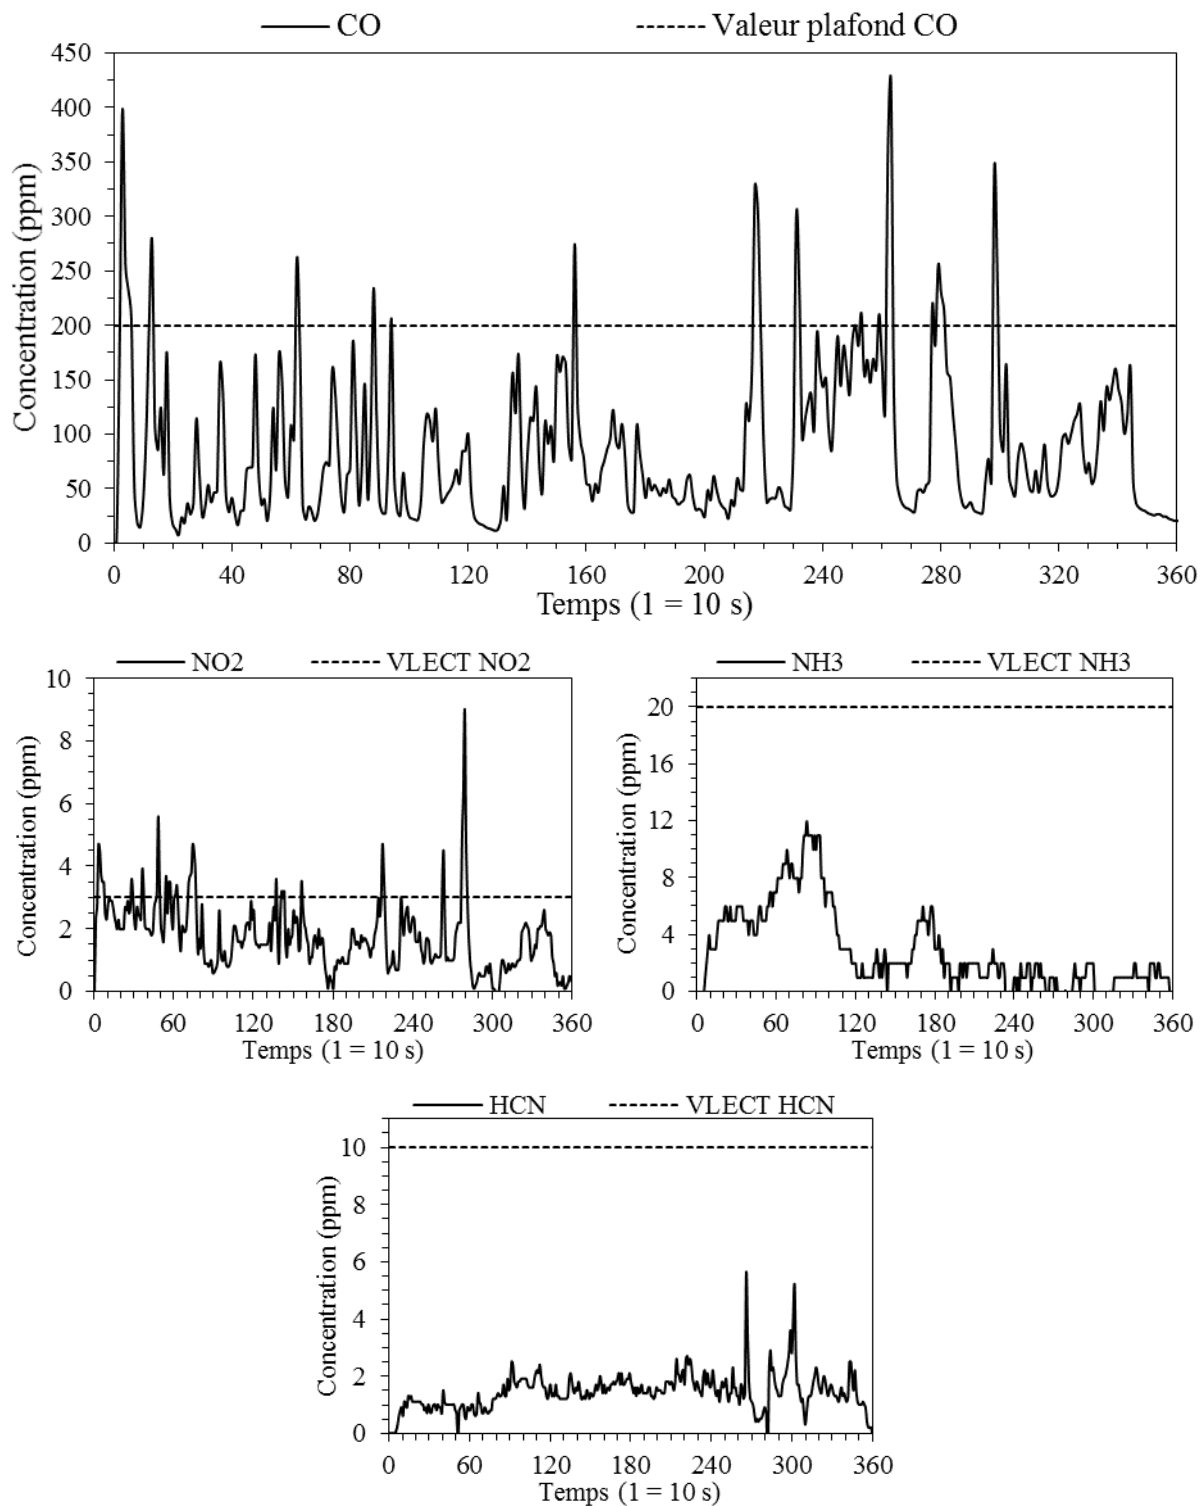 CO Valeur plafond CO
450
400
350
300
250
200
150
100
50
0
Concentration (ppm)
0 40 80 120 160 200 240 280 320 360
Temps (1 = 10 s)
NO2 VLECT NO2
10
8
6
4
2
0
Concentration (ppm)
0 60 120 180 240 300 360
Temps (1 = 10 s)
NH3 VLECT NH3
20
16
12
8
4
0
Concentration (ppm)
0 60 120 180 240 300 360
Temps (1 = 10 s)
HCN VLECT HCN
10
8
6
4
2
0
Concentration (ppm)
0 60 120 180 240 300 360
Temps (1 = 10 s)